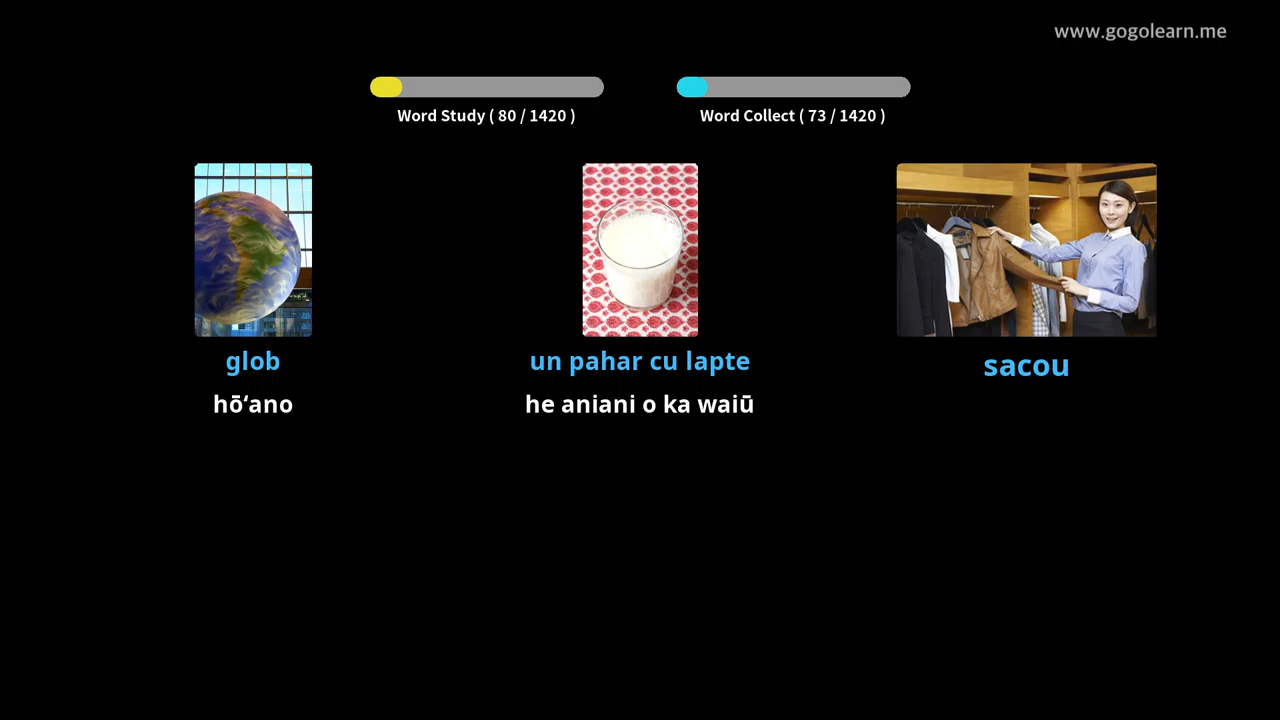 www.gogolearn.me
Word Study ( 80 / 1420 )
Word Collect ( 73 / 1420 )
glob
hōʻano
un pahar cu lapte
he aniani o ka waiū
sacou